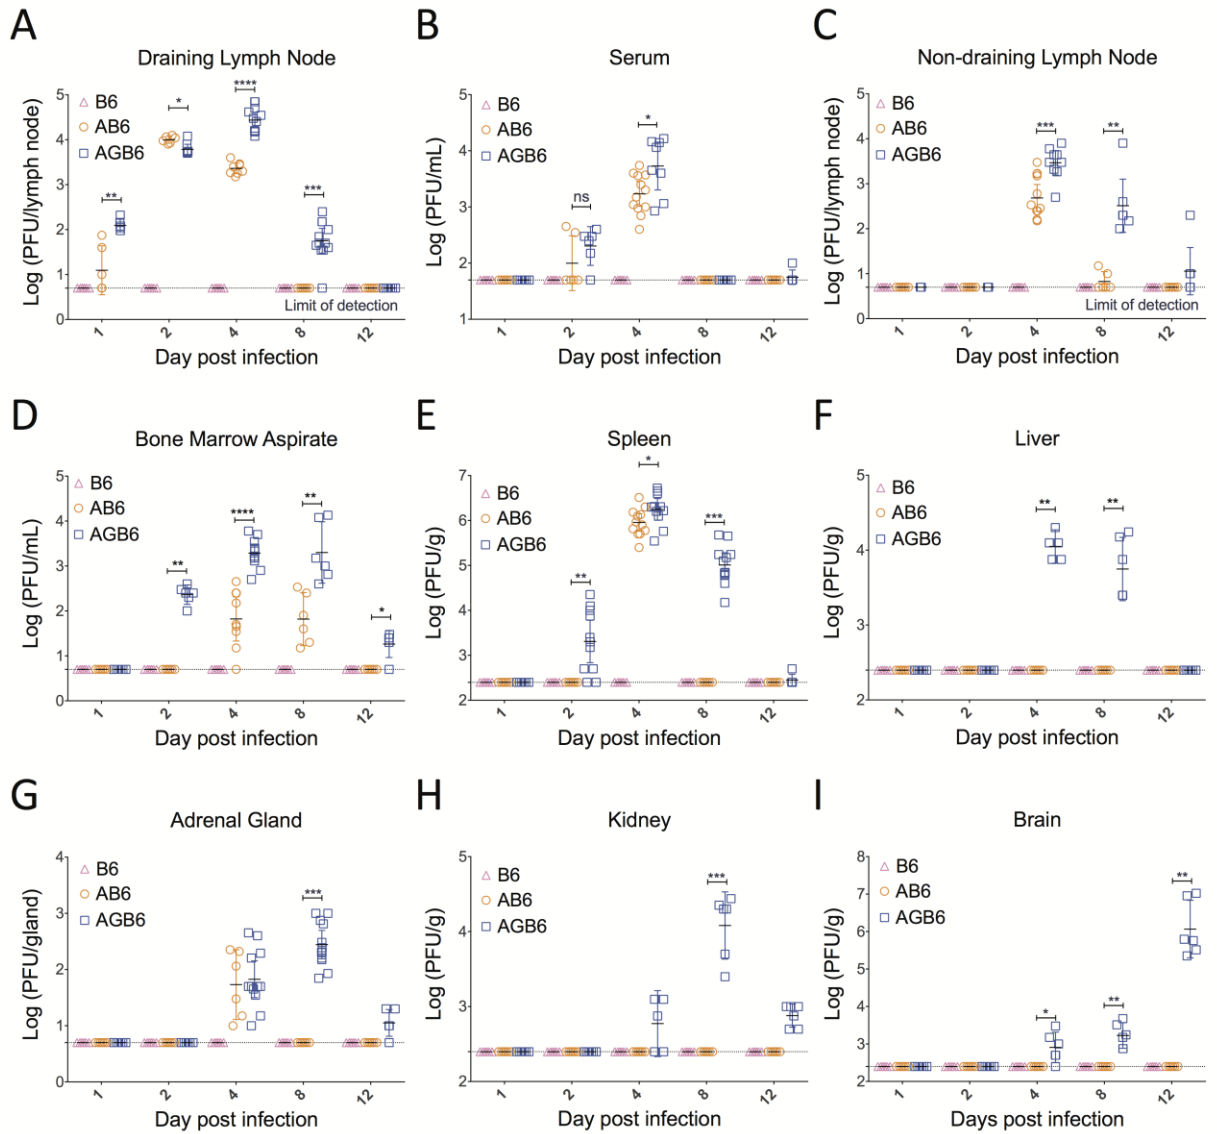 A
Draining Lymph Node
Log (PFU/lymph node)
5
4
3
2
1
0
B6
AB6
AGB6
**
*
****
***
Limit of detection
1
2
4
8
12
Day post infection
B
Serum
Log (PFU/mL)
5
4
3
2
1
B6
AB6
AGB6
ns
*
1
2
4
8
12
Day post infection
C
Non-draining Lymph Node
Log (PFU/lymph node)
5
4
3
2
1
0
B6
AB6
AGB6
***
**
Limit of detection
1
2
4
8
12
Day post infection
D
Bone Marrow Aspirate
Log (PFU/mL)
5
4
3
2
1
0
B6
AB6
AGB6
**
****
**
*
1
2
4
8
12
Day post infection
E
Spleen
Log (PFU/g)
7
6
5
4
3
2
B6
AB6
AGB6
**
*
***
1
2
4
8
12
Day post infection
F
Liver
Log (PFU/g)
5
4
3
2
B6
AB6
AGB6
**
**
1
2
4
8
12
Day post infection
G
Adrenal Gland
Log (PFU/gland)
4
3
2
1
0
B6
AB6
AGB6
***
1
2
4
8
12
Day post infection
H
Kidney
Log (PFU/g)
5
4
3
2
B6
AB6
AGB6
***
1
2
4
8
12
Day post infection
I
Brain
Log (PFU/g)
8
7
6
5
4
3
2
B6
AB6
AGB6
*
**
**
1
2
4
8
12
Days post infection